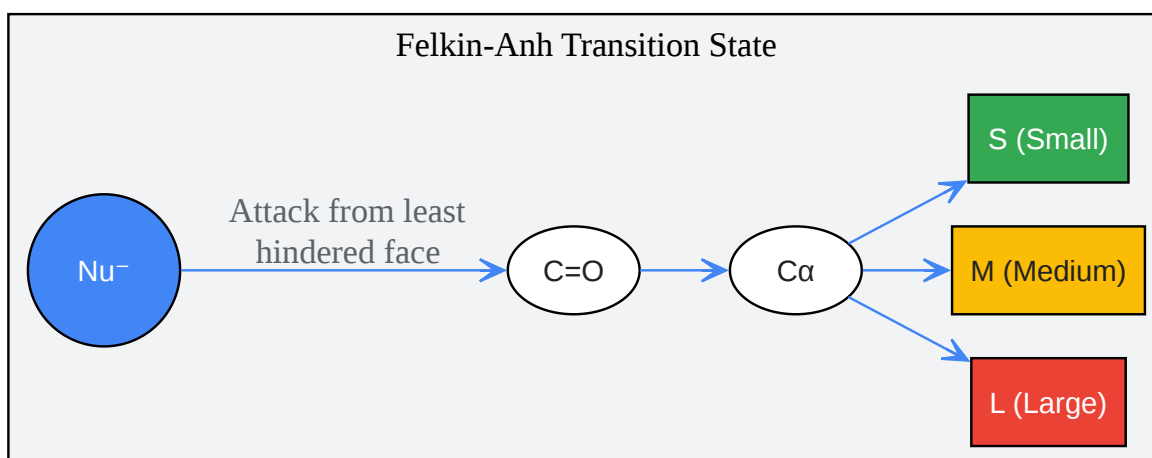 Felkin-Anh Transition State
S (Small)
Attack from least
hindered face
Nu⁻
C=O
Cα
M (Medium)
L (Large)